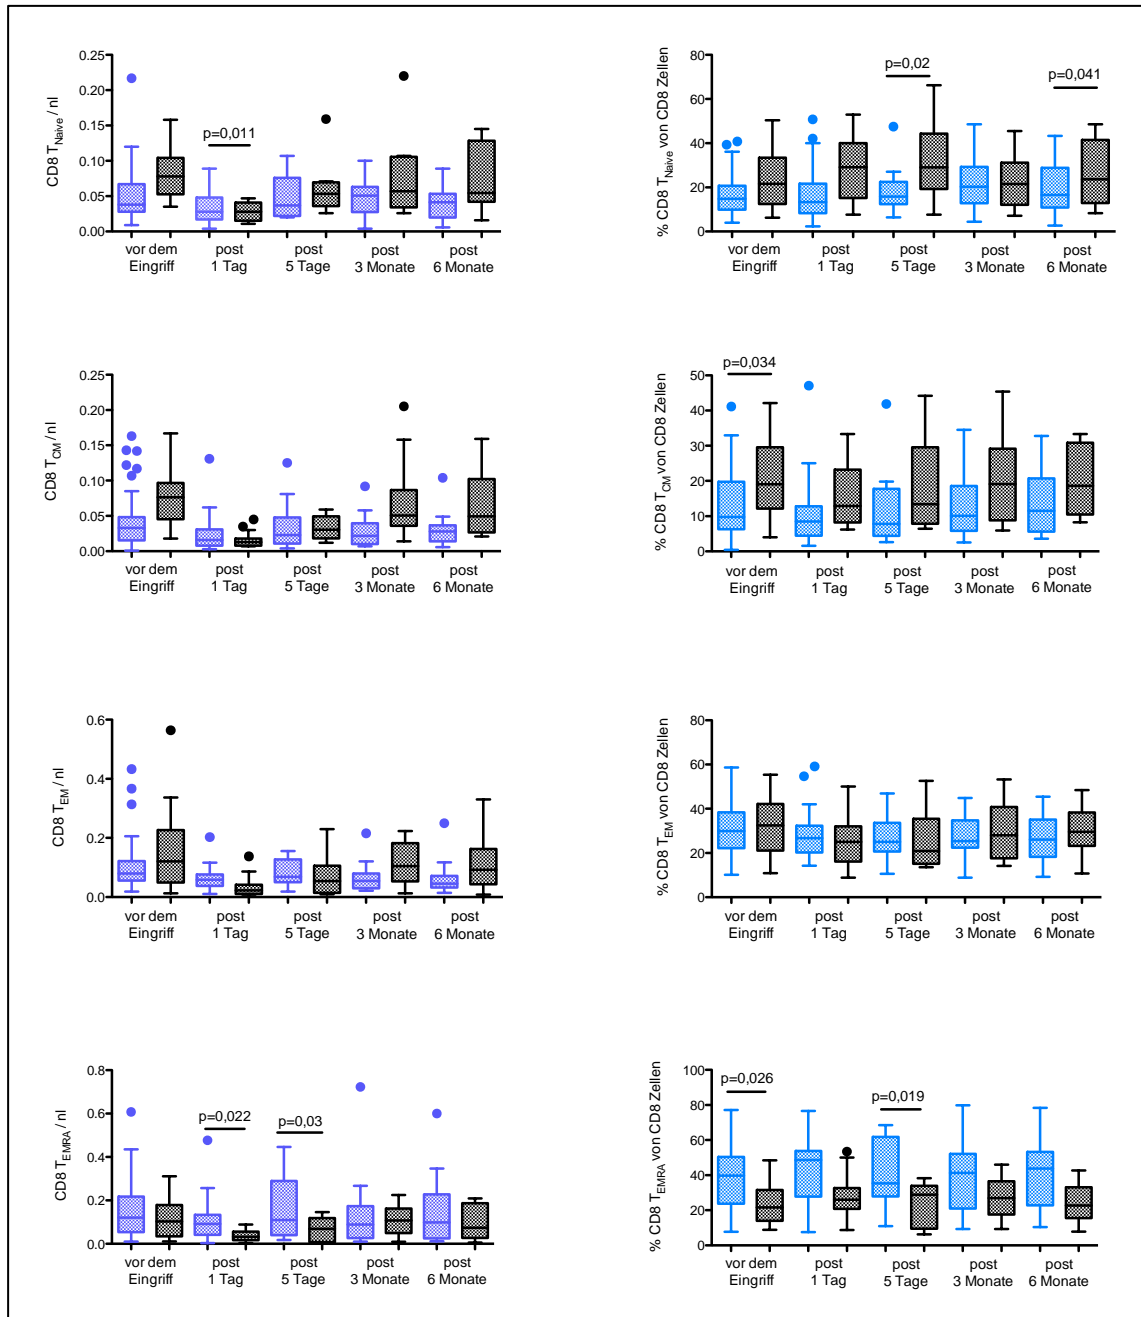 CD8 T_Naive / nl
0.25
0.20
0.15
0.10
0.05
0.00
p=0,011
vor dem Eingriff
post 1 Tag
post 5 Tage
post 3 Monate
post 6 Monate
% CD8 T_Naive von CD8 Zellen
80
60
40
20
0
p=0,02
p=0,041
vor dem Eingriff
post 1 Tag
post 5 Tage
post 3 Monate
post 6 Monate
CD8 T_CM / nl
0.25
0.20
0.15
0.10
0.05
0.00
vor dem Eingriff
post 1 Tag
post 5 Tage
post 3 Monate
post 6 Monate
% CD8 T_CM von CD8 Zellen
50
40
30
20
10
0
p=0,034
vor dem Eingriff
post 1 Tag
post 5 Tage
post 3 Monate
post 6 Monate
CD8 T_EM / nl
0.6
0.4
0.2
0.0
vor dem Eingriff
post 1 Tag
post 5 Tage
post 3 Monate
post 6 Monate
% CD8 T_EM von CD8 Zellen
80
60
40
20
0
vor dem Eingriff
post 1 Tag
post 5 Tage
post 3 Monate
post 6 Monate
CD8 T_EMRA / nl
0.8
0.6
0.4
0.2
0.0
p=0,022
p=0,03
vor dem Eingriff
post 1 Tag
post 5 Tage
post 3 Monate
post 6 Monate
% CD8 T_EMRA von CD8 Zellen
100
80
60
40
20
0
p=0,026
p=0,019
vor dem Eingriff
post 1 Tag
post 5 Tage
post 3 Monate
post 6 Monate